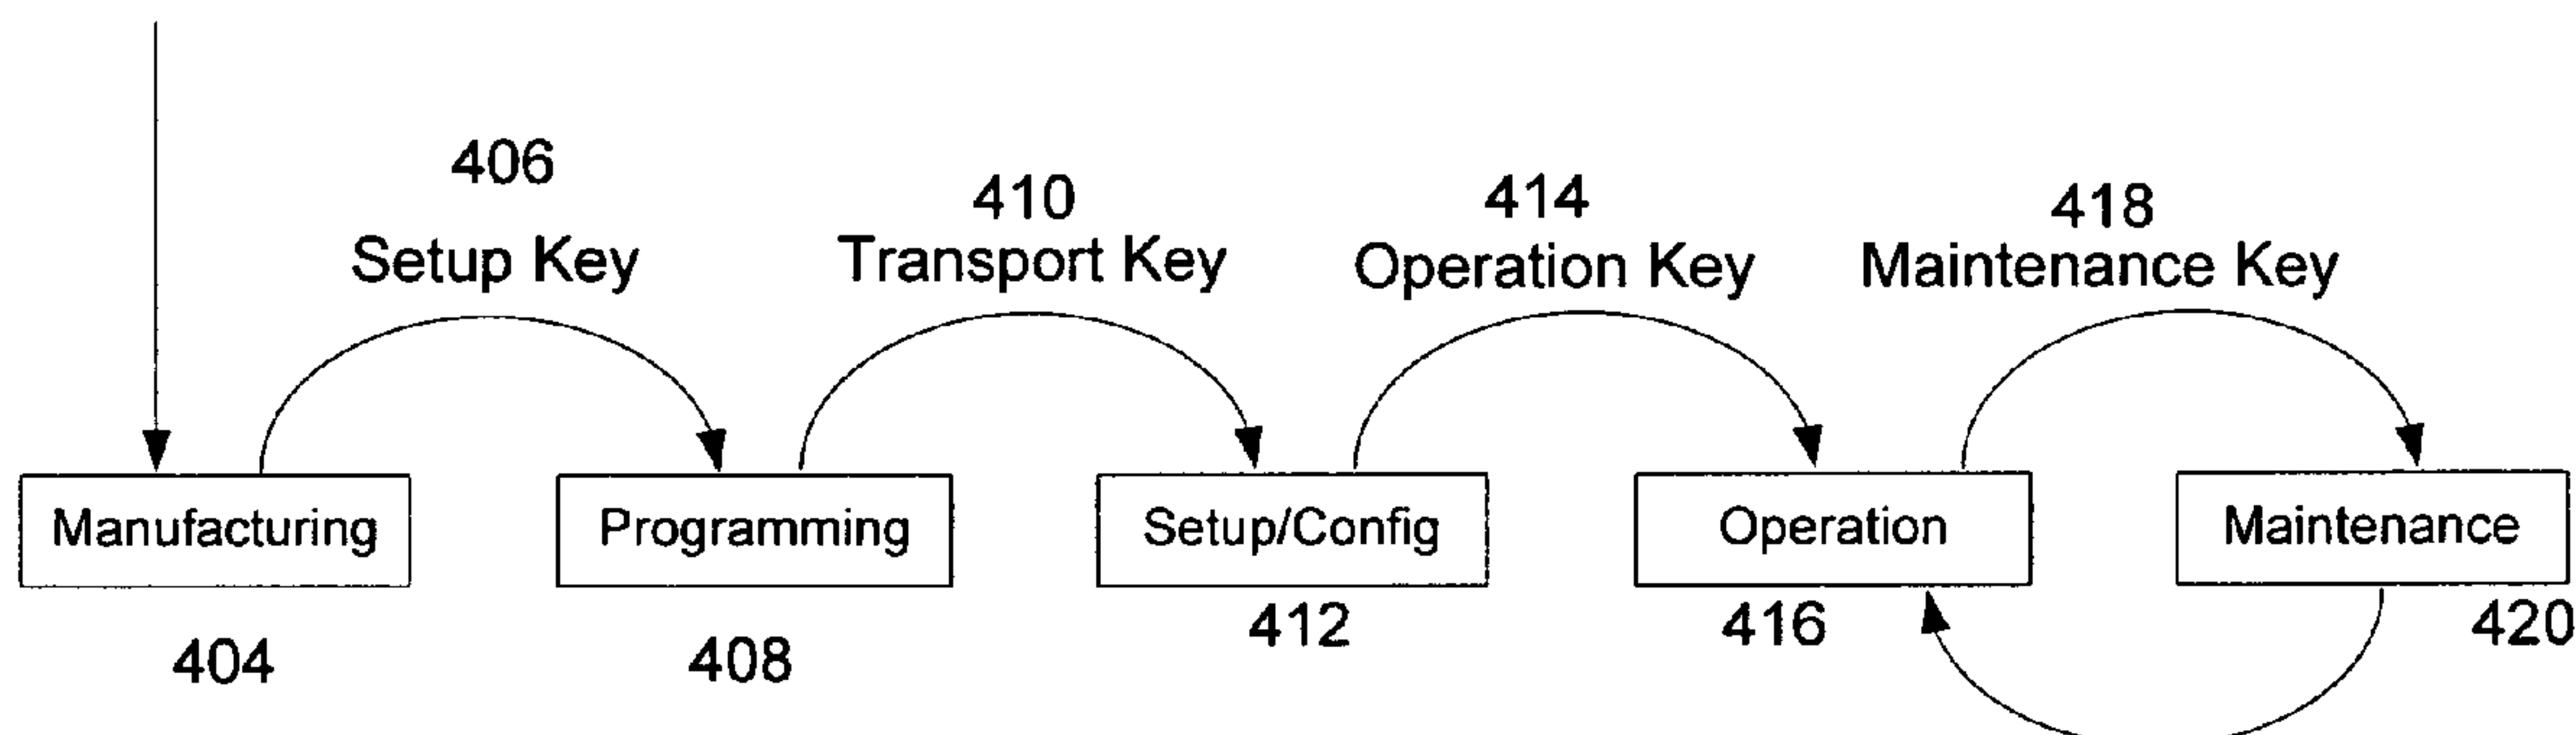 406
Setup Key
410
Transport Key
414
Operation Key
418
Maintenance Key
Manufacturing
Programming
Setup/Config
Operation
Maintenance
404
408
412
416
420